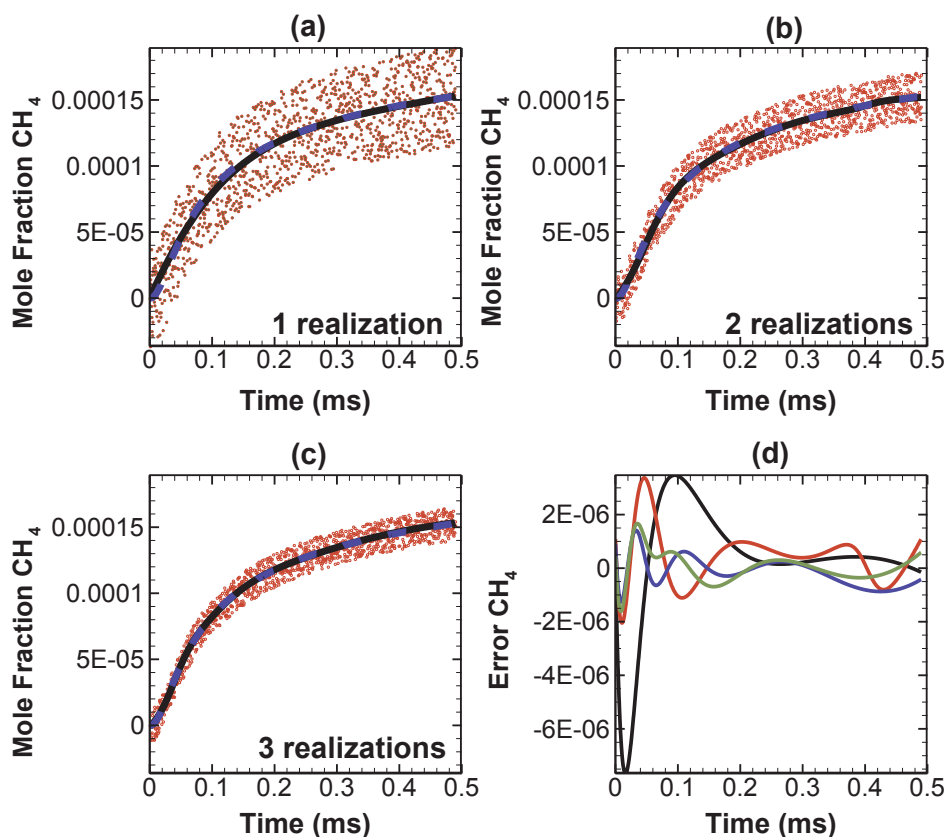 (a)
Mole Fraction CH4
0.00015
0.0001
5E-05
0
1 realization
0 0.1 0.2 0.3 0.4 0.5
Time (ms)
(b)
Mole Fraction CH4
0.00015
0.0001
5E-05
0
2 realizations
0 0.1 0.2 0.3 0.4 0.5
Time (ms)
(c)
Mole Fraction CH4
0.00015
0.0001
5E-05
0
3 realizations
0 0.1 0.2 0.3 0.4 0.5
Time (ms)
(d)
Error CH4
2E-06
0
-2E-06
-4E-06
-6E-06
0 0.1 0.2 0.3 0.4 0.5
Time (ms)